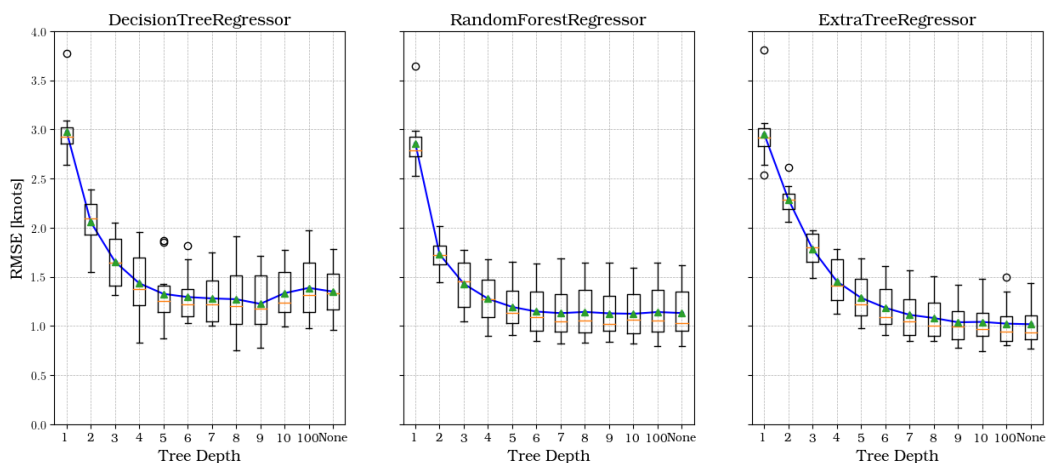 DecisionTreeRegressor
RandomForestRegressor
ExtraTreeRegressor
RMSE [knots]
4.0
3.5
3.0
2.5
2.0
1.5
1.0
0.5
0.0
1 2 3 4 5 6 7 8 9 10 100 None
1 2 3 4 5 6 7 8 9 10 100 None
1 2 3 4 5 6 7 8 9 10 100 None
Tree Depth
Tree Depth
Tree Depth